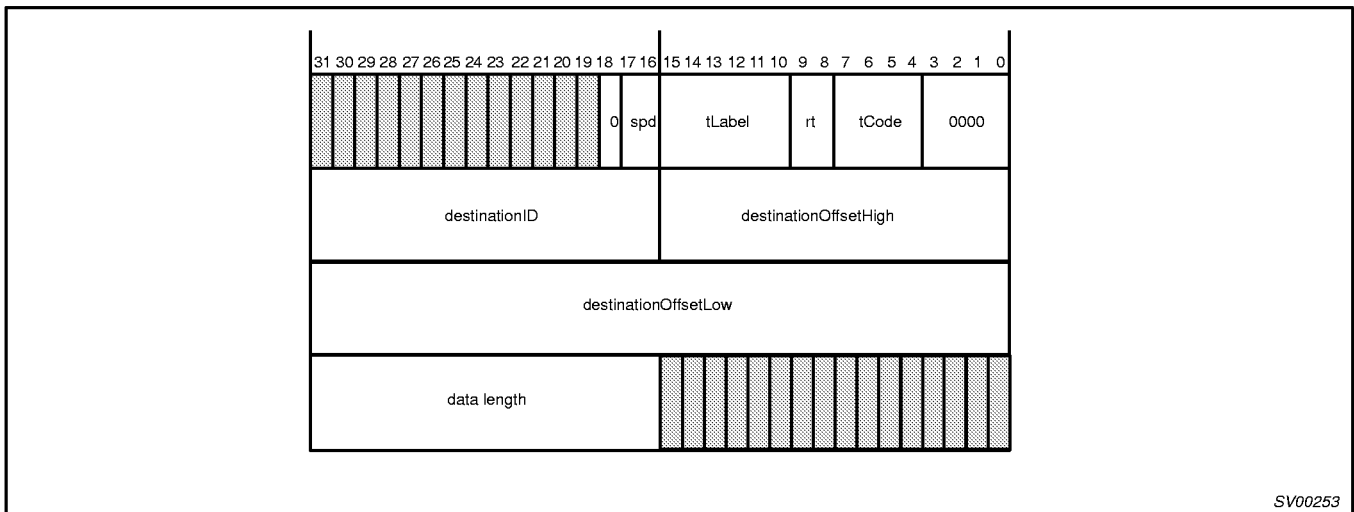 31 30 29 28 27 26 25 24 23 22 21 20 19 18 17 16 15 14 13 12 11 10 9 8 7 6 5 4 3 2 1 0
0 spd tLabel rt tCode 0000
destinationID destinationOffsetHigh
destinationOffsetLow
data length
SV00253